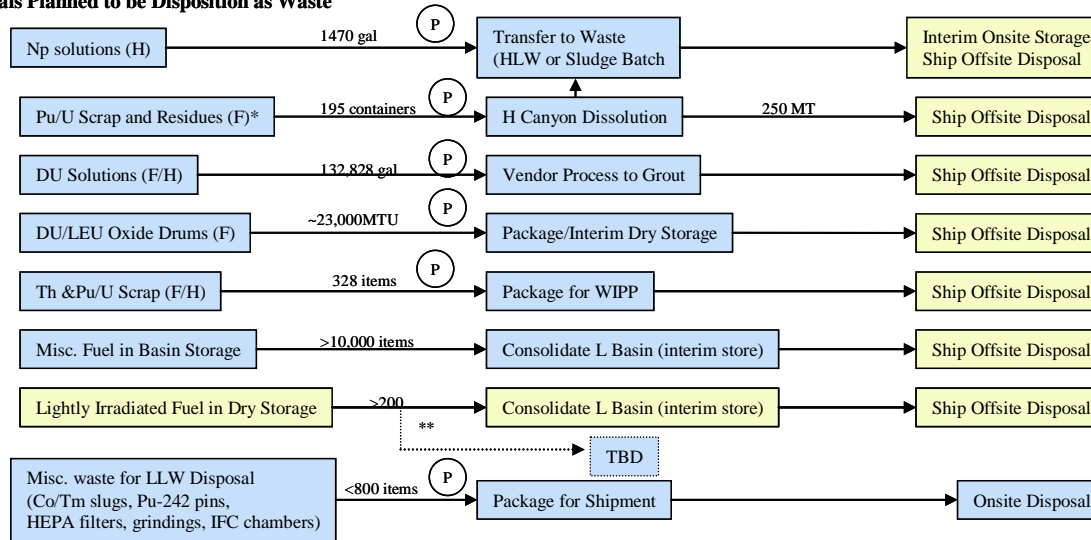 als Planned to be Disposition as Waste
Np solutions (H)
1470 gal
P
Transfer to Waste
(HLW or Sludge Batch
Interim Onsite Storage
Ship Offsite Disposal
Pu/U Scrap and Residues (F)*
195 containers
P
H Canyon Dissolution
250 MT
Ship Offsite Disposal
DU Solutions (F/H)
132,828 gal
P
Vendor Process to Grout
Ship Offsite Disposal
DU/LEU Oxide Drums (F)
~23,000MTU
P
Package/Interim Dry Storage
Ship Offsite Disposal
Th &Pu/U Scrap (F/H)
328 items
P
Package for WIPP
Ship Offsite Disposal
Misc. Fuel in Basin Storage
>10,000 items
Consolidate L Basin (interim store)
Ship Offsite Disposal
Lightly Irradiated Fuel in Dry Storage
>200
**
Consolidate L Basin (interim store)
Ship Offsite Disposal
TBD
Misc. waste for LLW Disposal
(Co/Tm slugs, Pu-242 pins,
HEPA filters, grindings, IFC chambers)
<800 items
P
Package for Shipment
Onsite Disposal